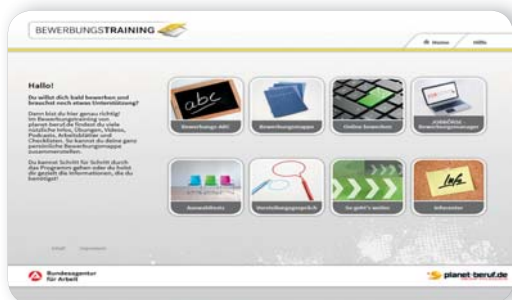 BEWERBUNGSTRAINING
Home
Hilfe
Hallo!
Du willst dich bald bewerben und
brauchst noch etwas Unterstützung?
Dann bist du hier genau richtig!
Im Bewerbungstraining von
planet-beruf.de findest du viele
nützliche Infos, Übungen, Videos,
Podcasts, Arbeitsblätter und
Checklisten. So kannst du deine ganz
persönliche Bewerbungsmappe
zusammenstellen.
Du kannst Schritt für Schritt durch
das Programm gehen oder du holst
dir gezielt die Informationen, die du
benötigst!
abc
Bewerbungs-ABC
Bewerbungsmappe
Online bewerben
JOBBÖRSE -
Bewerbungsmanager
Auswahltests
Vorstellungsgespräch
So geht's weiter
Info
Infocenter
Inhalt
Impressum
Bundesagentur
für Arbeit
planet-beruf.de